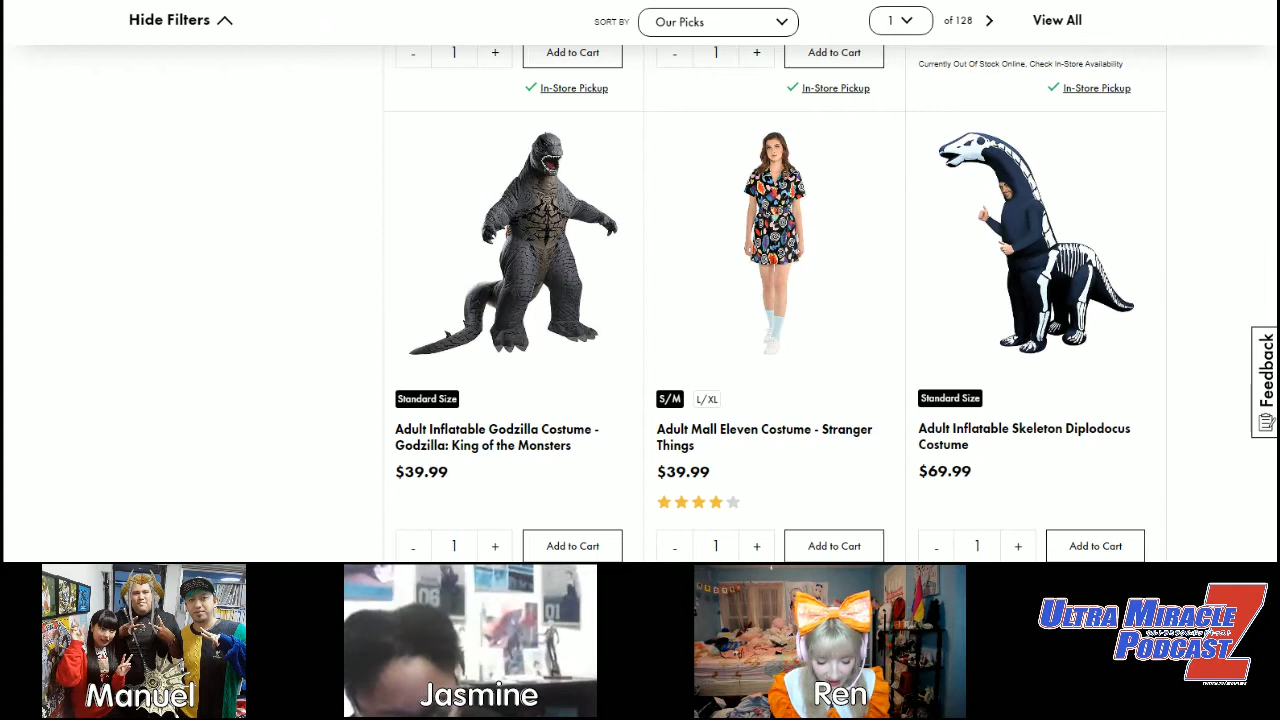 Hide Filters
SORT BY
Our Picks
1
of 128
View All
- 1 +
Add to Cart
- 1 +
Add to Cart
Currently Out Of Stock Online, Check In-Store Availability
In-Store Pickup
In-Store Pickup
In-Store Pickup
Feedback
Standard Size
S/M
L/XL
Standard Size
Adult Inflatable Godzilla Costume -
Godzilla: King of the Monsters
$39.99
Adult Mall Eleven Costume - Stranger
Things
$39.99
Adult Inflatable Skeleton Diplodocus
Costume
$69.99
- 1 +
Add to Cart
- 1 +
Add to Cart
- 1 +
Add to Cart
06
01
Manuel
Jasmine
Ren
ULTRA MIRACLE
PODCAST
Z